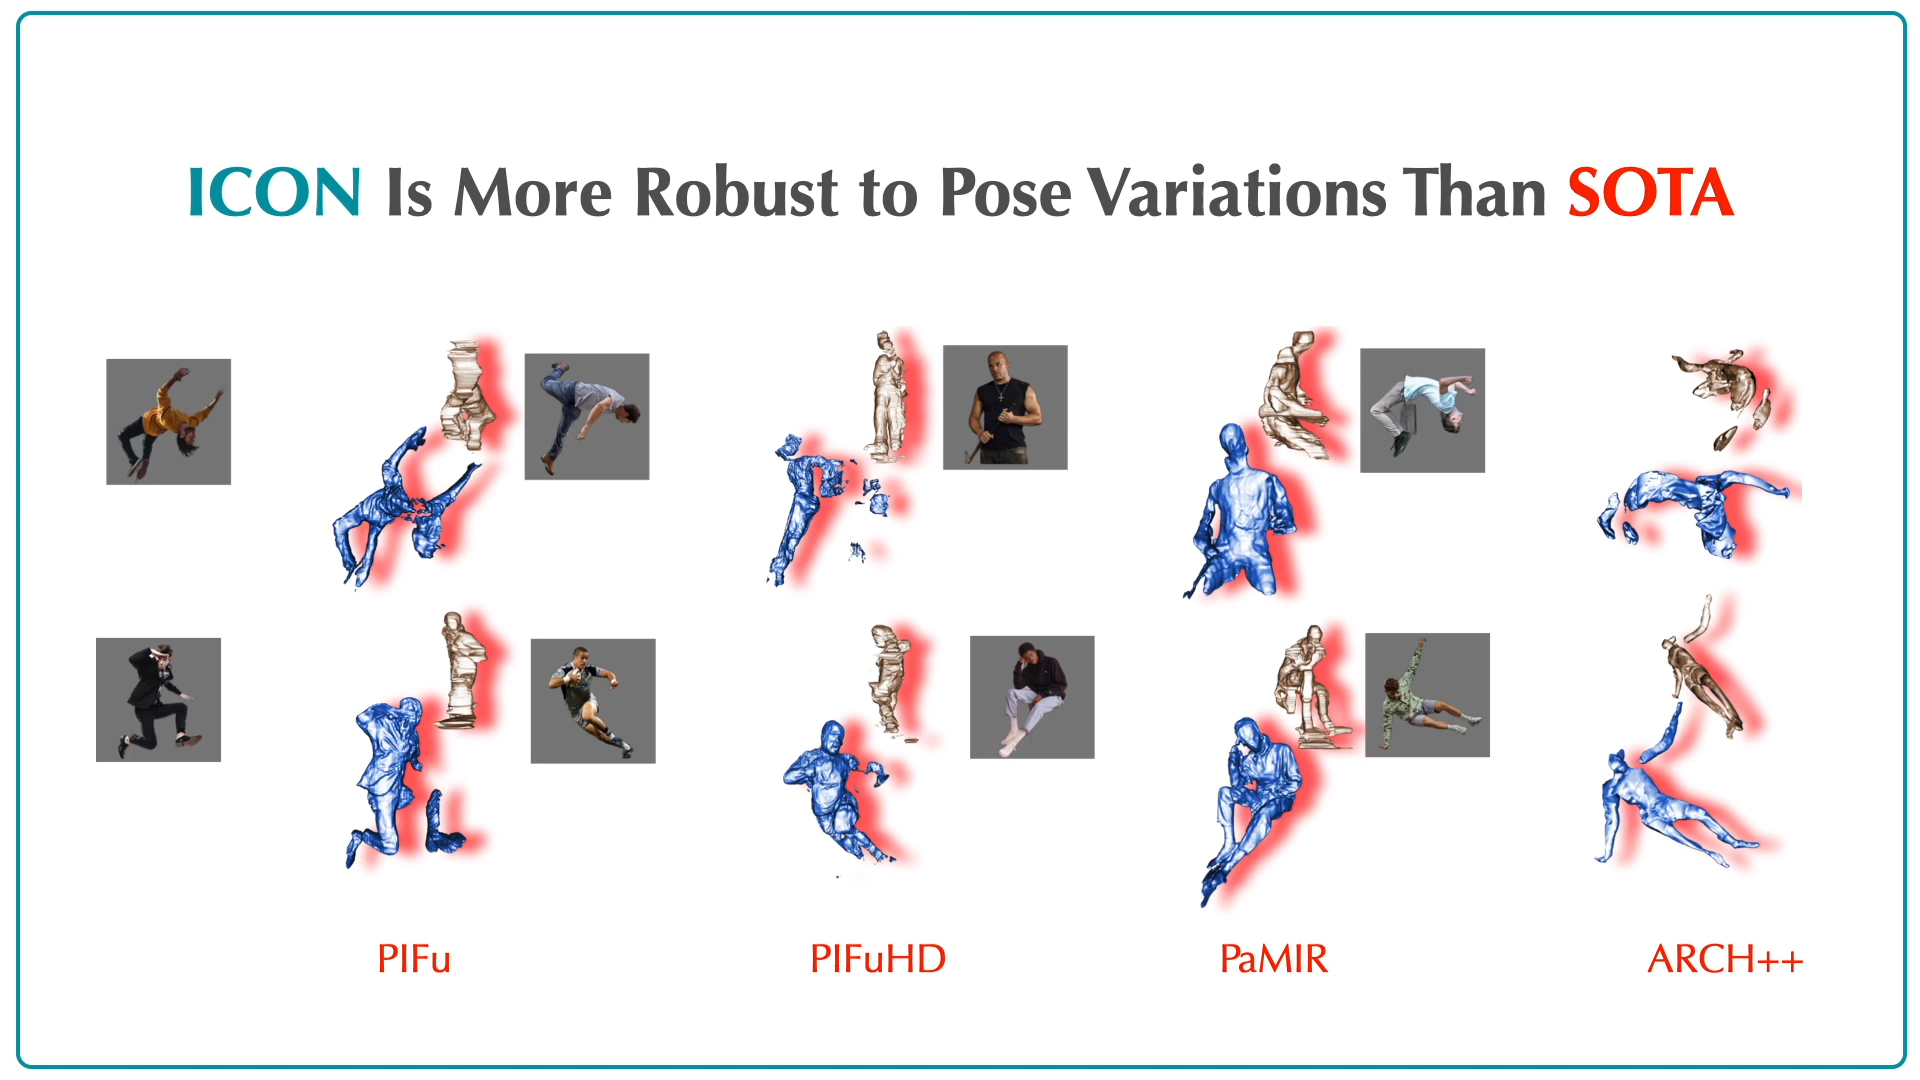 ICON Is More Robust to Pose Variations Than SOTA
PIFu
PIFuHD
PaMIR
ARCH++